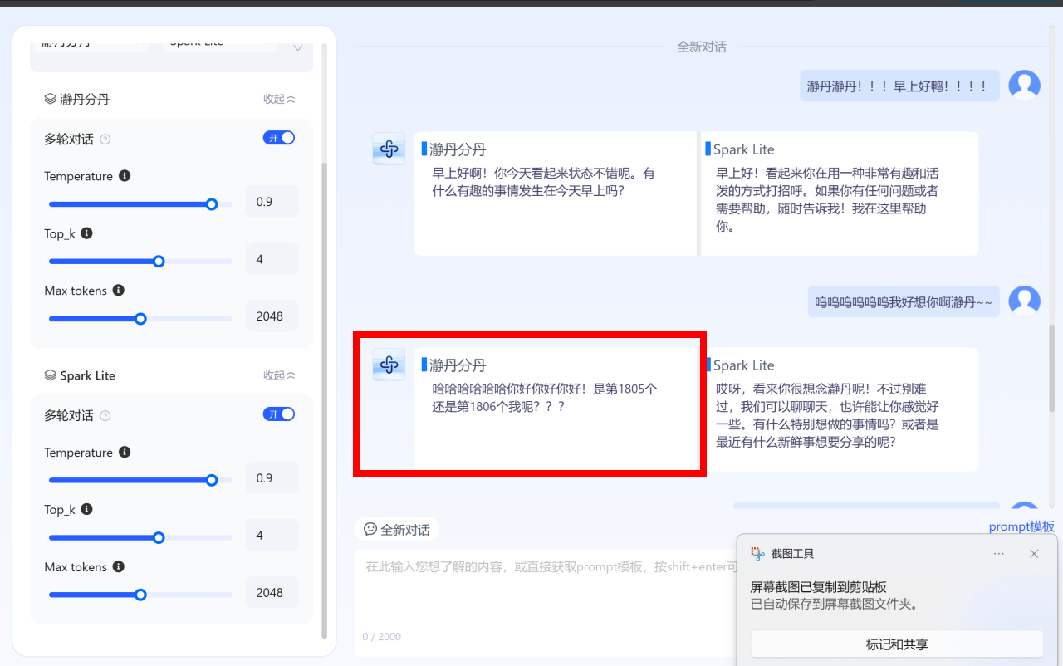 Spark Lite
瀞丹分丹
收起
多轮对话
开
Temperature
0.9
Top_k
4
Max tokens
2048
Spark Lite
收起
多轮对话
开
Temperature
0.9
Top_k
4
Max tokens
2048
全新对话
瀞丹瀞丹！！！早上好鸭！！！！
瀞丹分丹
早上好啊！你今天看起来状态不错呢。有
什么有趣的事情发生在今天早上吗？
Spark Lite
早上好！看起来你在用一种非常有趣和活
泼的方式打招呼。如果你有任何问题或者
需要帮助，随时告诉我！我在这里帮助
你。
呜呜呜呜呜呜我好想你啊瀞丹~~
瀞丹分丹
哈哈哈哈哈哈你好你好你好！是第1805个
还是第1806个我呢？？？
Spark Lite
哎呀，看来你很想念瀞丹呢！不过别难
过，我们可以聊聊天，也许能让你感觉好
一些。有什么特别想做的事情吗？或者是
最近有什么新鲜事想要分享的呢？
全新对话
prompt模板
在此输入您想了解的内容，或直接获取prompt模板，按shift+enter可
0 / 2000
截图工具
屏幕截图已复制到剪贴板
已自动保存到屏幕截图文件夹。
标记和共享